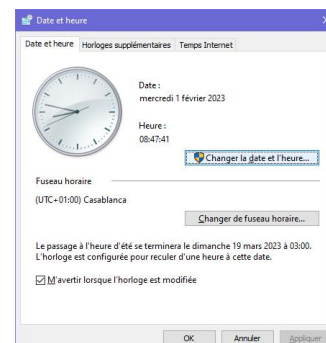 Date et heure
Date et heure Horloges supplémentaires Temps Internet
Date :
mercredi 1 février 2023
Heure :
08:47:41
Changer la date et l'heure...
Fuseau horaire
(UTC+01:00) Casablanca
Changer de fuseau horaire...
Le passage à l'heure d'été se terminera le dimanche 19 mars 2023 à 03:00.
L'horloge est configurée pour reculer d'une heure à cette date.
M'avertir lorsque l'horloge est modifiée
OK Annuler Appliquer